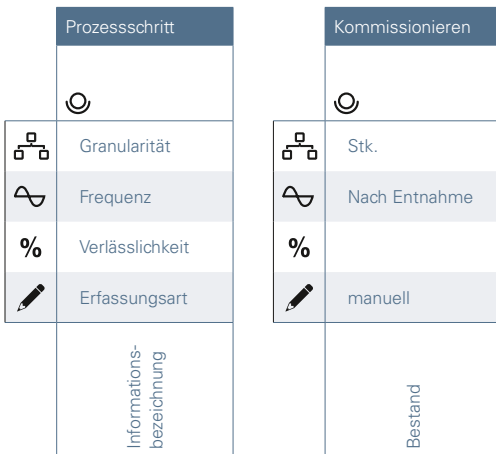 Prozessschritt
Granularität
Frequenz
%
Verlässlichkeit
Erfassungsart
Informations-
bezeichnung
Kommissionieren
Stk.
Nach Entnahme
%
manuell
Bestand